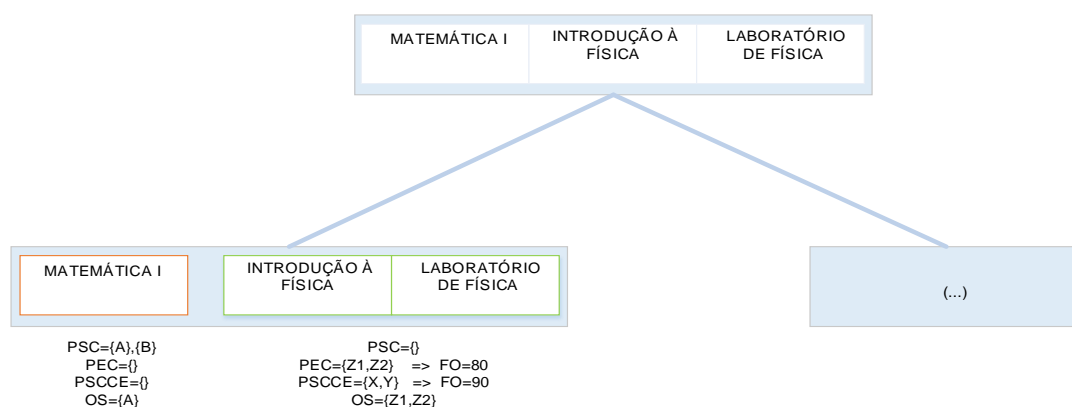 MATEMÁTICA I
INTRODUÇÃO À
FÍSICA
LABORATÓRIO
DE FÍSICA
MATEMÁTICA I
INTRODUÇÃO À
FÍSICA
LABORATÓRIO
DE FÍSICA
(...)
PSC={A},{B}
PEC={}
PSCCE={}
OS={A}
PSC={}
PEC={Z1,Z2} => FO=80
PSCCE={X,Y} => FO=90
OS={Z1,Z2}